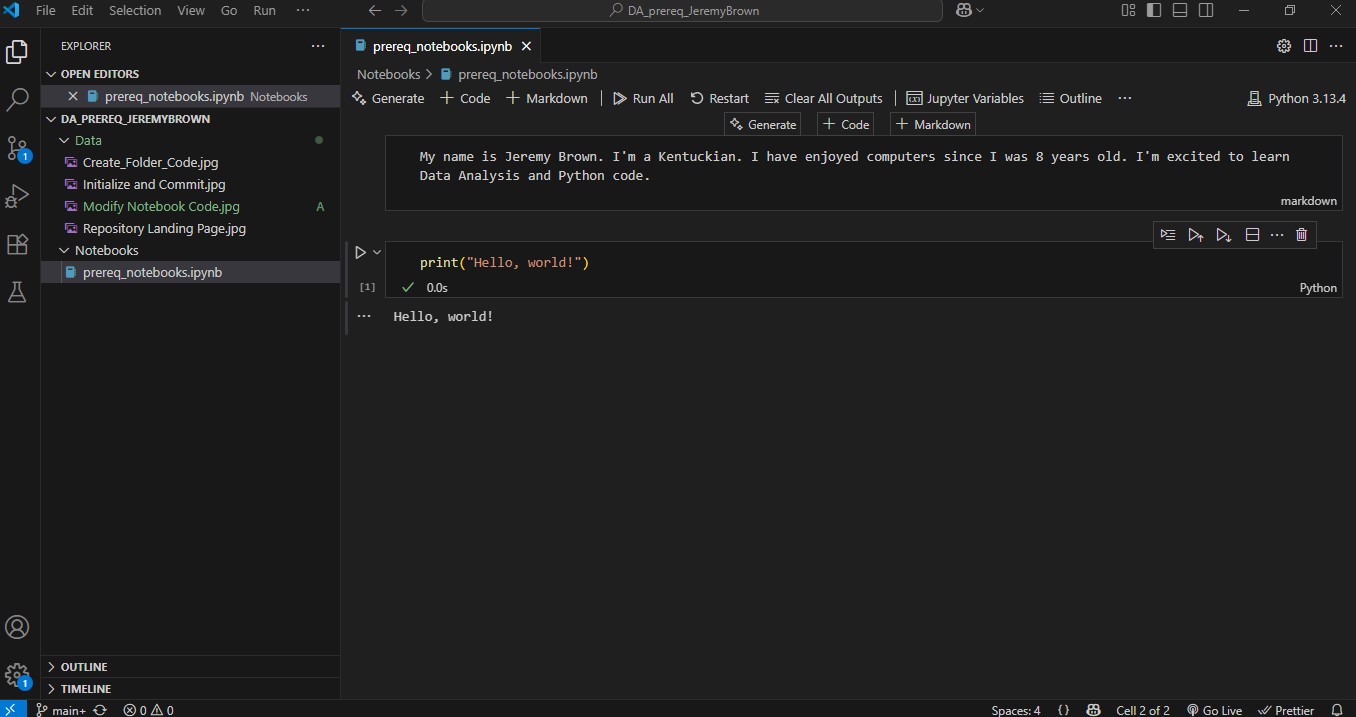 File Edit Selection View Go Run ···
DA_prereq_JeremyBrown
EXPLORER ···
OPEN EDITORS
prereq_notebooks.ipynb Notebooks
DA_PREREQ_JEREMYBROWN
Data
Create_Folder_Code.jpg
Initialize and Commit.jpg
Modify Notebook Code.jpg A
Repository Landing Page.jpg
Notebooks
prereq_notebooks.ipynb
OUTLINE
TIMELINE
prereq_notebooks.ipynb
Notebooks > prereq_notebooks.ipynb
Generate + Code + Markdown | Run All Restart Clear All Outputs | Jupyter Variables Outline ··· Python 3.13.4
Generate + Code + Markdown
My name is Jeremy Brown. I'm a Kentuckian. I have enjoyed computers since I was 8 years old. I'm excited to learn
Data Analysis and Python code.
markdown
print("Hello, world!")
[1] 0.0s Python
··· Hello, world!
1
1
main+ 0 0 Spaces: 4 {} Cell 2 of 2 Go Live Prettier